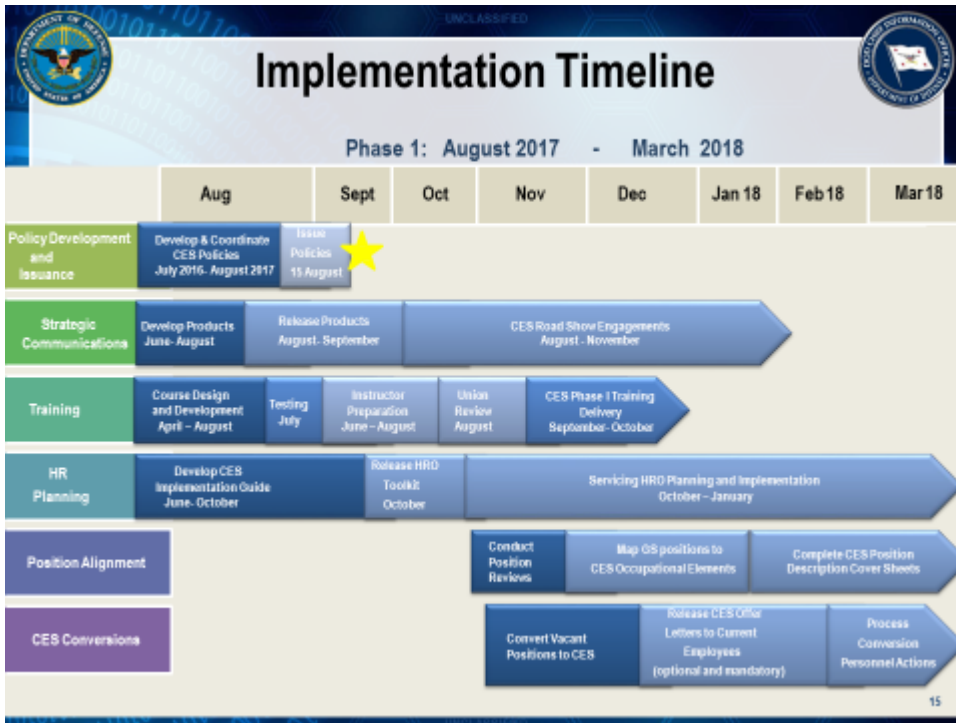 UNCLASSIFIED
Implementation Timeline
Phase 1: August 2017 - March 2018
Aug Sept Oct Nov Dec Jan 18 Feb 18 Mar 18
Policy Development
and
Issuance
Develop & Coordinate
CES Policies
July 2016- August 2017
Issue
Policies
15 August
Strategic
Communications
Develop Products
June- August
Release Products
August- September
CES Road Show Engagements
August - November
Training
Course Design
and Development
April – August
Testing
July
Instructor
Preparation
June – August
Union
Review
August
CES Phase I Training
Delivery
September- October
HR
Planning
Develop CES
Implementation Guide
June- October
Release HRO
Toolkit
October
Servicing HRO Planning and Implementation
October – January
Position Alignment
Conduct
Position
Reviews
Map GS positions to
CES Occupational Elements
Complete CES Position
Description Cover Sheets
CES Conversions
Convert Vacant
Positions to CES
Release CES Offer
Letters to Current
Employees
(optional and mandatory)
Process
Conversion
Personnel Actions
15